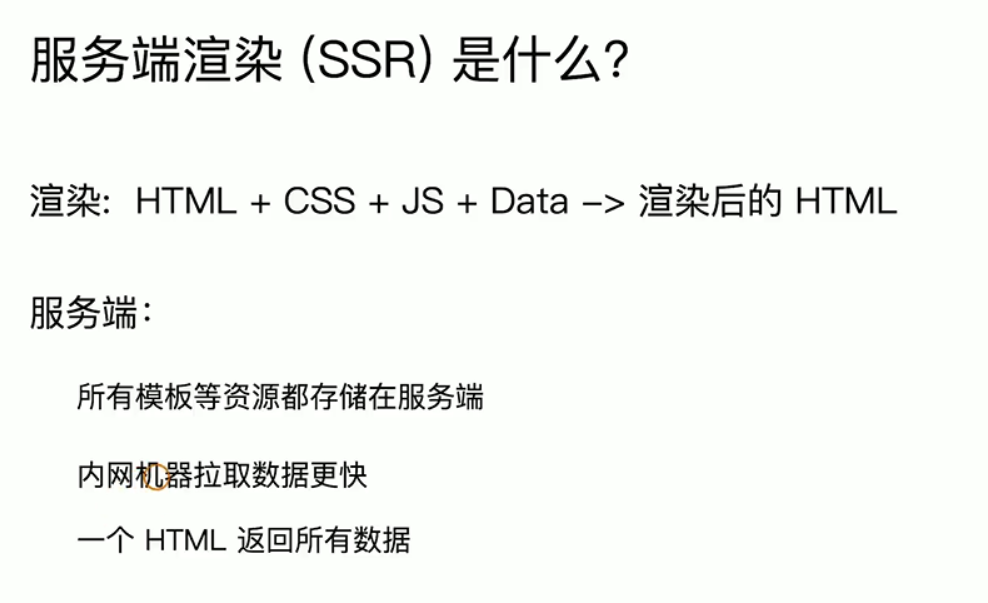 服务端渲染 (SSR) 是什么?
渲染: HTML + CSS + JS + Data -> 渲染后的 HTML
服务端:
所有模板等资源都存储在服务端
内网机器拉取数据更快
一个 HTML 返回所有数据